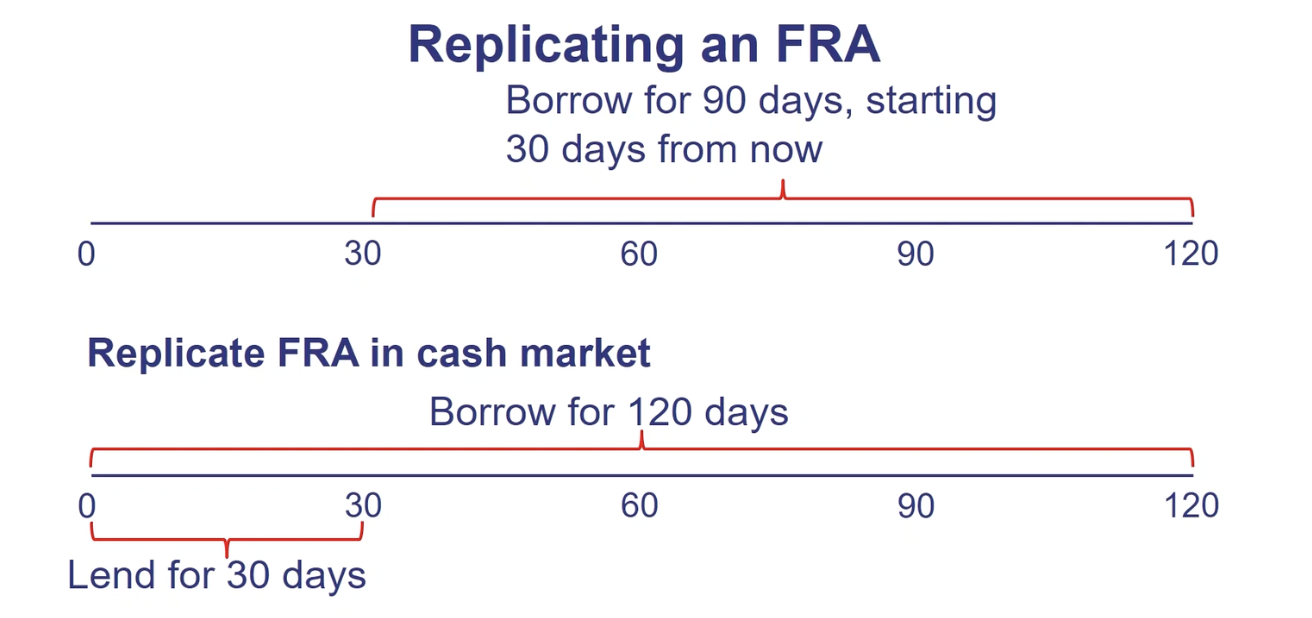 Replicating an FRA
Borrow for 90 days, starting
30 days from now
0 30 60 90 120
Replicate FRA in cash market
Borrow for 120 days
0 30 60 90 120
Lend for 30 days